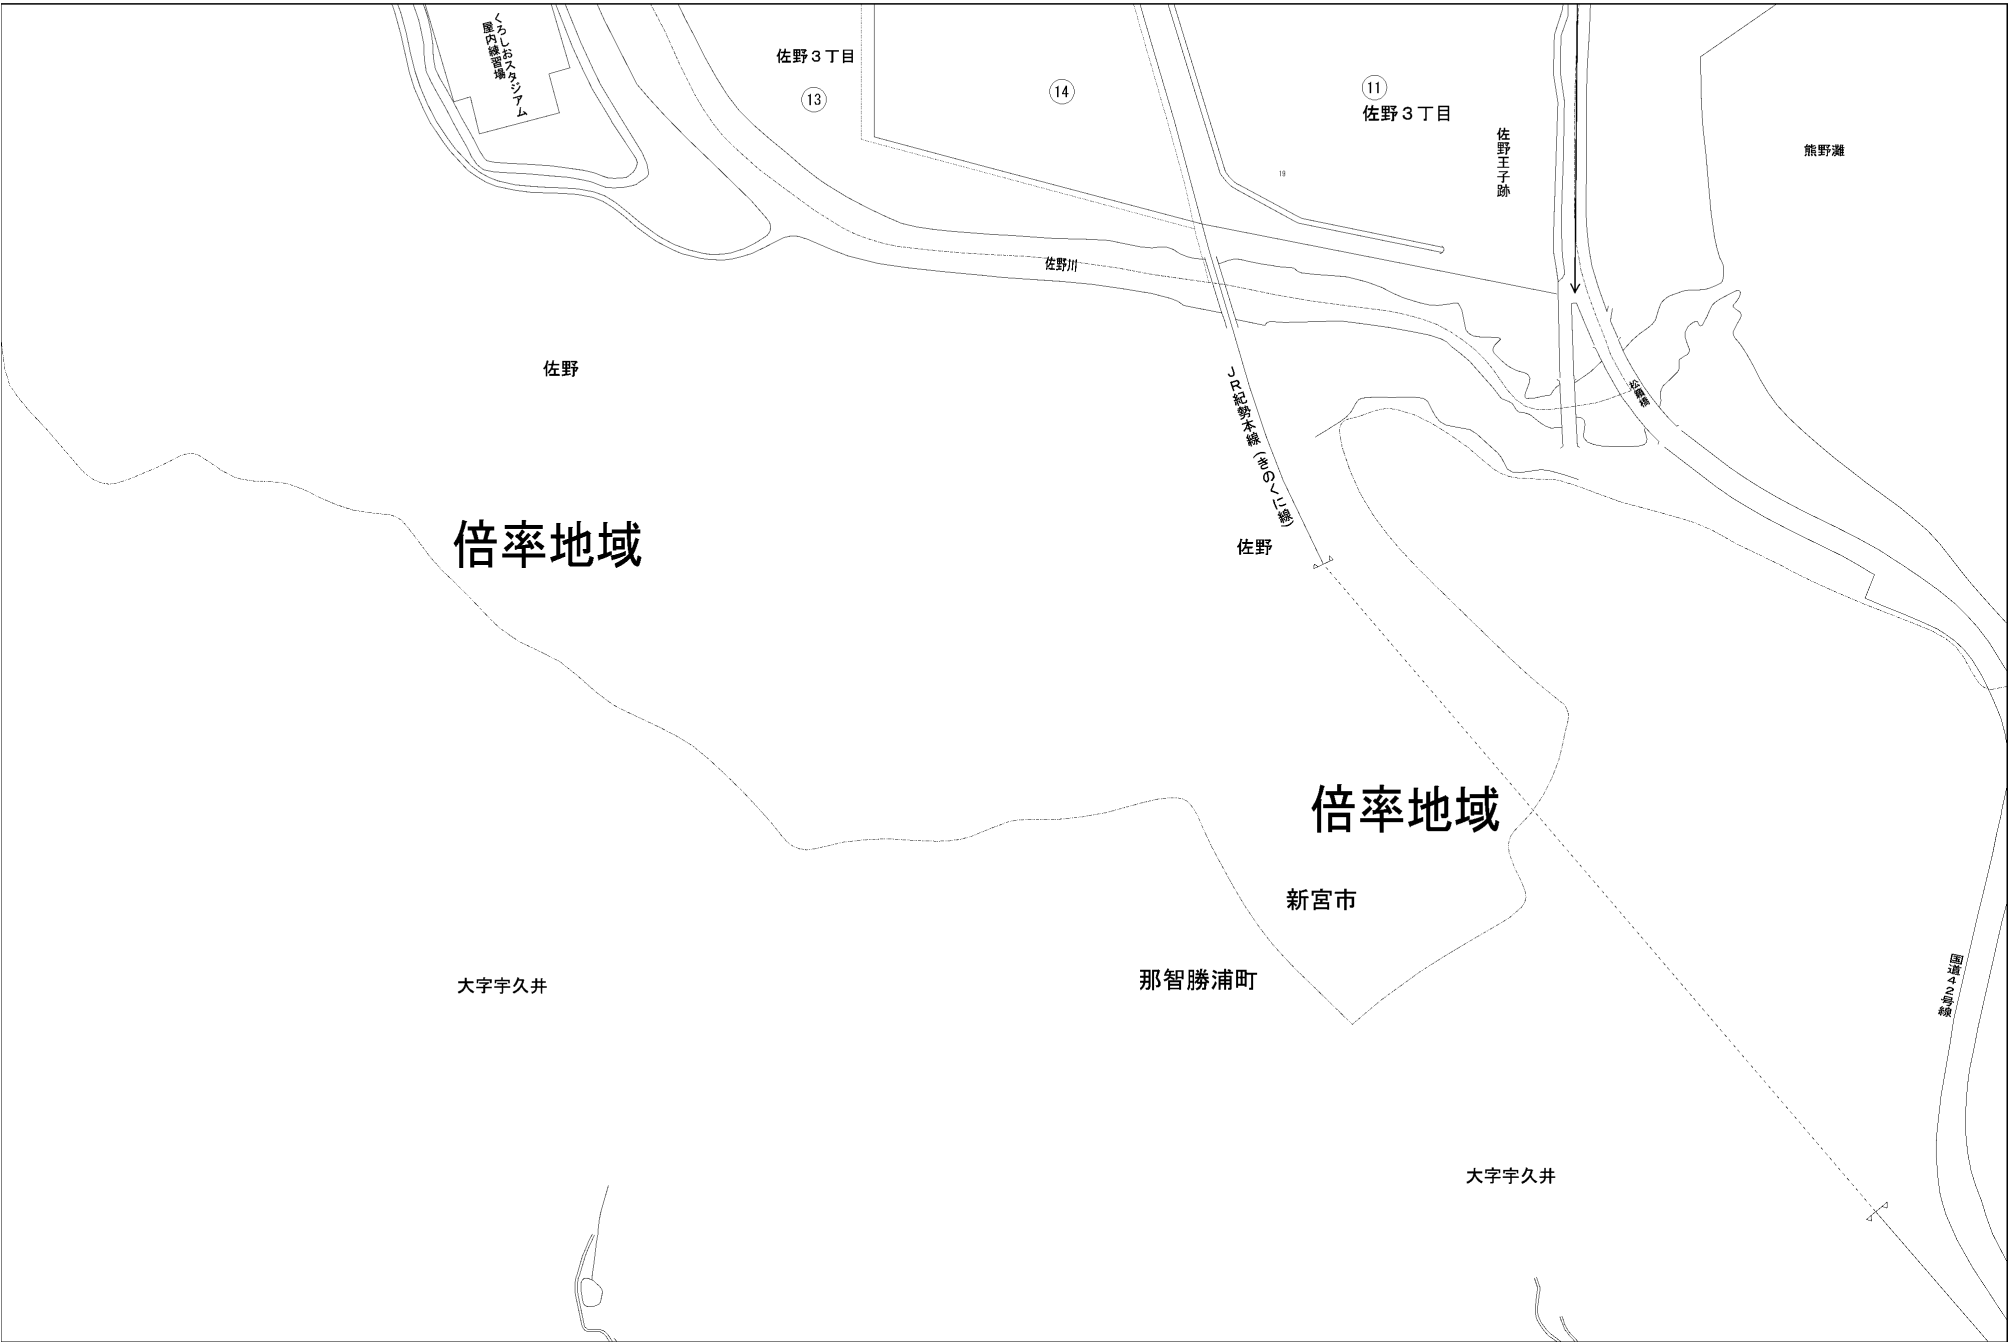 くろしおスタジアム
屋内練習場
佐野３丁目
13
14
11
佐野３丁目
佐野王子跡
熊野灘
19
佐野川
佐野
ＪＲ紀勢本線（きのくに線）
松鶴橋
倍率地域
佐野
倍率地域
新宮市
那智勝浦町
大字宇久井
国道４２号線
大字宇久井